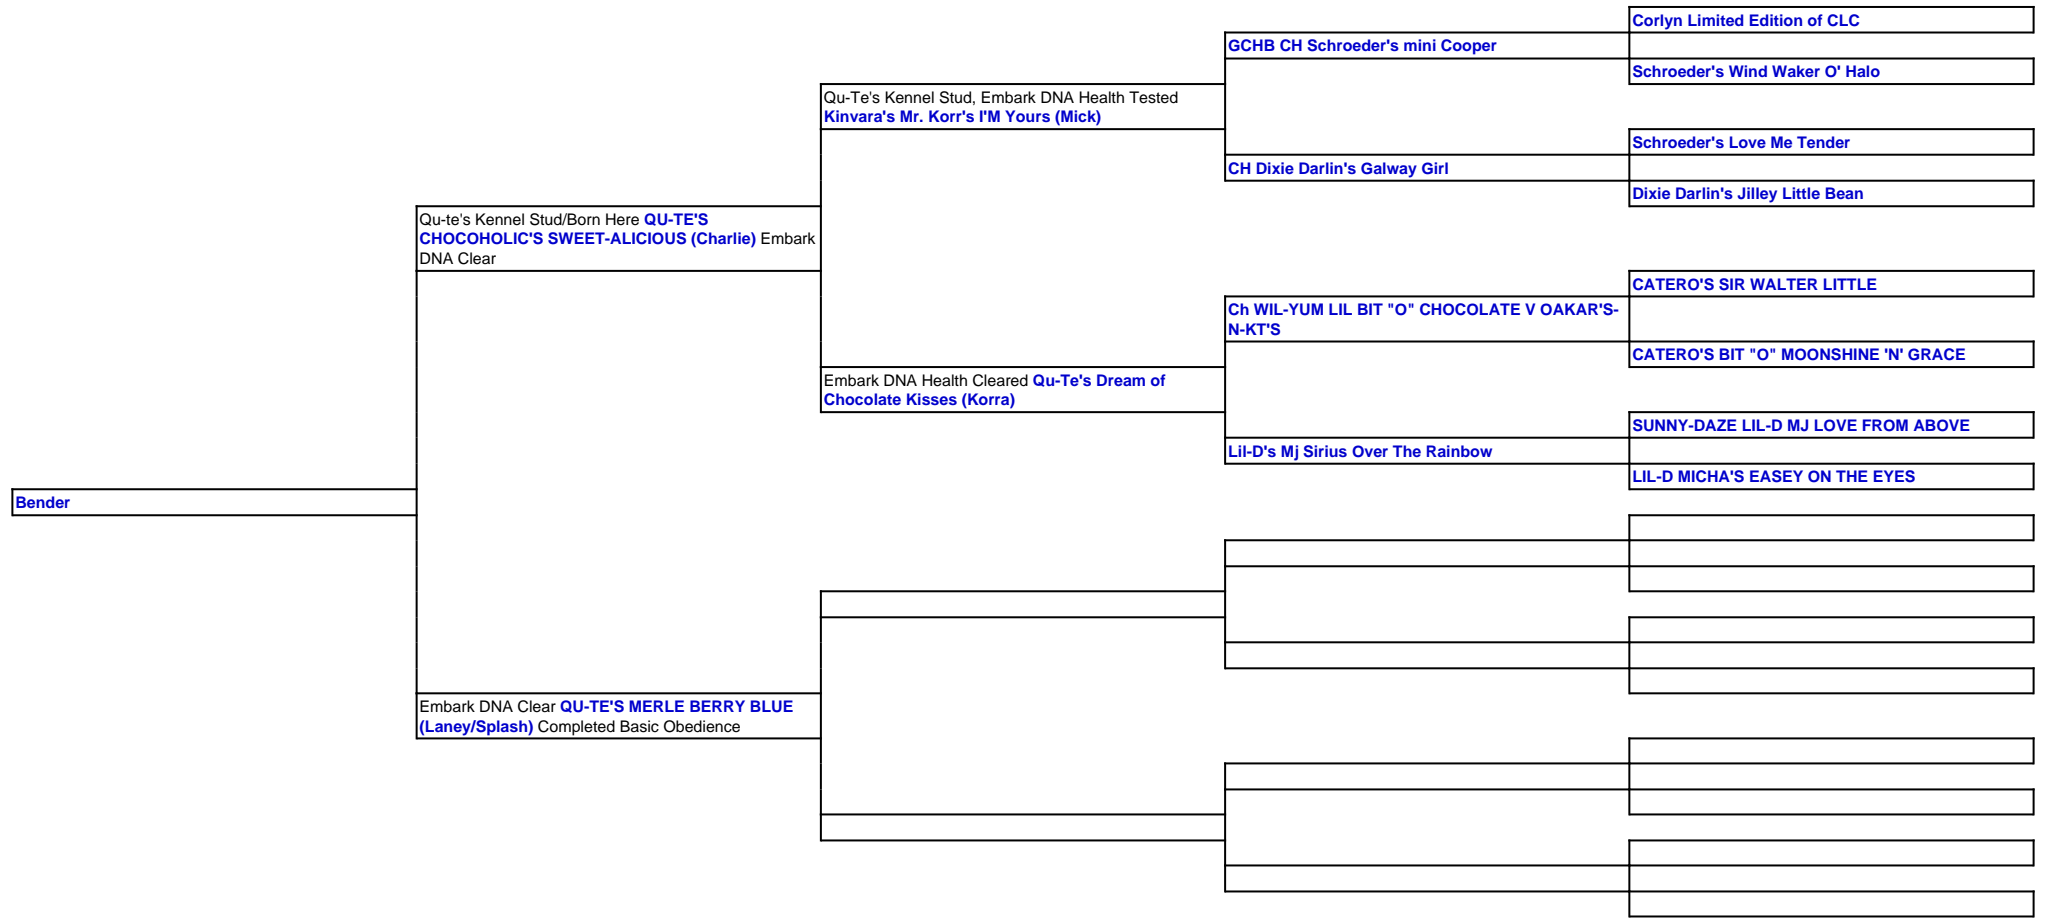 Corlyn Limited Edition of CLC
GCHB CH Schroeder's mini Cooper
Schroeder's Wind Waker O' Halo
Qu-Te's Kennel Stud, Embark DNA Health Tested
Kinvara's Mr. Korr's I'M Yours (Mick)
Schroeder's Love Me Tender
CH Dixie Darlin's Galway Girl
Dixie Darlin's Jilley Little Bean
Qu-te's Kennel Stud/Born Here QU-TE'S
CHOCOHOLIC'S SWEET-ALICIOUS (Charlie) Embark
DNA Clear
CATERO'S SIR WALTER LITTLE
Ch WIL-YUM LIL BIT "O" CHOCOLATE V OAKAR'S-
N-KT'S
CATERO'S BIT "O" MOONSHINE 'N' GRACE
Embark DNA Health Cleared Qu-Te's Dream of
Chocolate Kisses (Korra)
SUNNY-DAZE LIL-D MJ LOVE FROM ABOVE
Lil-D's Mj Sirius Over The Rainbow
LIL-D MICHA'S EASEY ON THE EYES
Bender
Embark DNA Clear QU-TE'S MERLE BERRY BLUE
(Laney/Splash) Completed Basic Obedience